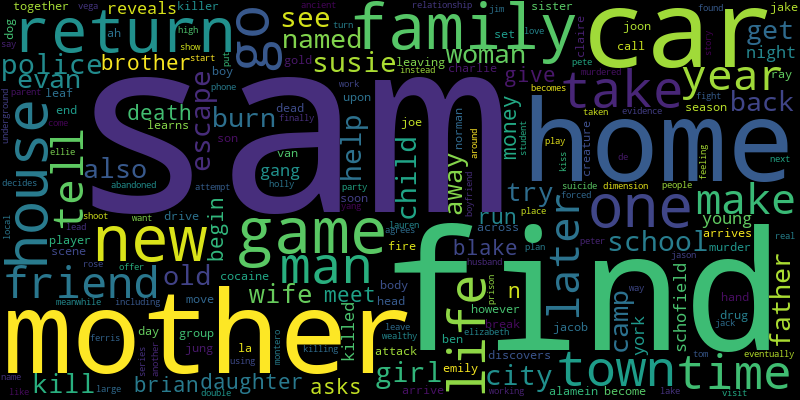 together
reveals
killer
ah
return
go
family
see
named
sister
car
jake
dog
say
vega
ancient
turn
high
show
start
put
relationship
love
jim
set
story
found
joon
call
claire
pete
get
night
police
brother
susie
woman
leaving
charlie
instead
evan
leaf
boy
phone
work
gold
give
murdered
take
year
back
ray
season
parent
end
death
learns
escape
burn
dead
finally
upon
becomes
taken
fight
evidence
underground
come
house
tell
also
son
sam
help
joe
norman
around
money
student
play
kiss
creature
home
de
next
feeling
ellie
van
gang
child
away
try
suicide
dimension
people
decides
abandoned
attempt
holly
party
yang
boyfriend
forced
one
make
local
want
drive
soon
lauren
agrees
run
place
young
shoot
new
begin
game
fire
across
school
arrives
player
lead
scene
man
blake
plan
later
peter
murder
real
friend
old
cocaine
body
husband
jason
father
rose
offer
wife
meet
head
n
find
schofield
hand
meanwhile
including
move
killed
however
break
prison
life
camp
way
drug
mother
day
group
la
leave
elizabeth
jacob
york
jack
ferris
jung
montero
attack
ben
discovers
tom
eventually
series
another
using
killing
wealthy
girl
emily
city
town
time
name
kill
brian
daughter
asks
like
large
double
arrive
working
alamein
become
lake
visit